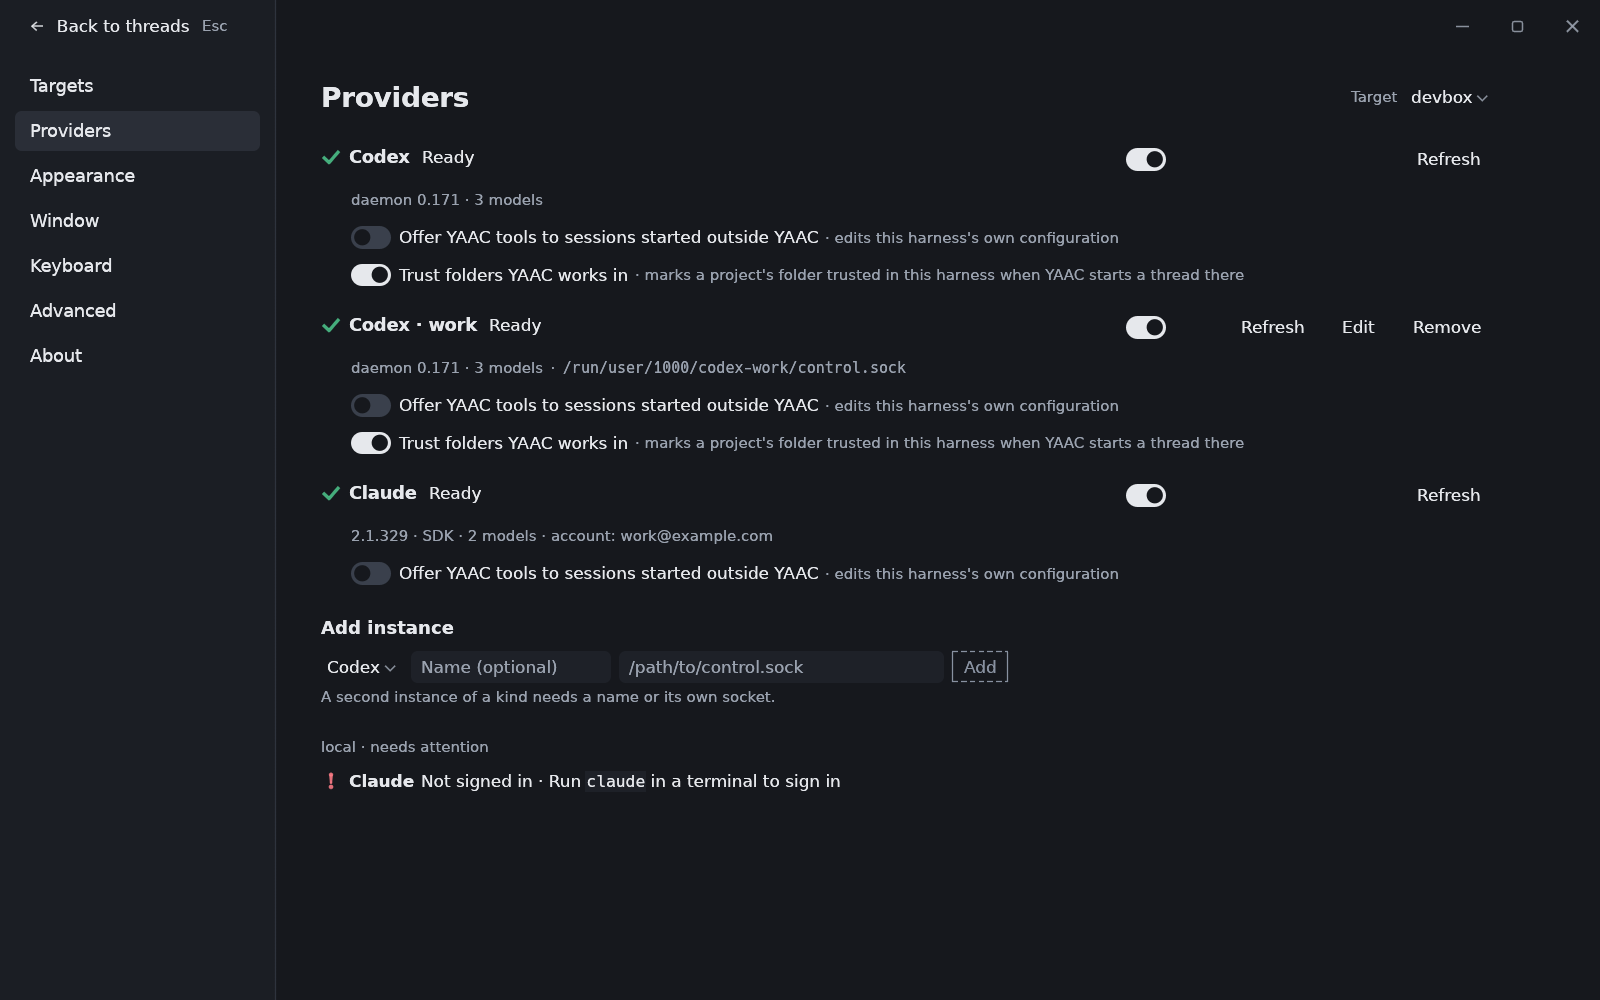 Back to threads Esc
Targets
Providers
Appearance
Window
Keyboard
Advanced
About
Providers
Target devbox
Codex Ready
Refresh
daemon 0.171 · 3 models
Offer YAAC tools to sessions started outside YAAC · edits this harness's own configuration
Trust folders YAAC works in · marks a project's folder trusted in this harness when YAAC starts a thread there
Codex · work Ready
Refresh Edit Remove
daemon 0.171 · 3 models · /run/user/1000/codex-work/control.sock
Offer YAAC tools to sessions started outside YAAC · edits this harness's own configuration
Trust folders YAAC works in · marks a project's folder trusted in this harness when YAAC starts a thread there
Claude Ready
Refresh
2.1.329 · SDK · 2 models · account: work@example.com
Offer YAAC tools to sessions started outside YAAC · edits this harness's own configuration
Add instance
Codex Name (optional) /path/to/control.sock Add
A second instance of a kind needs a name or its own socket.
local · needs attention
Claude Not signed in · Run claude in a terminal to sign in